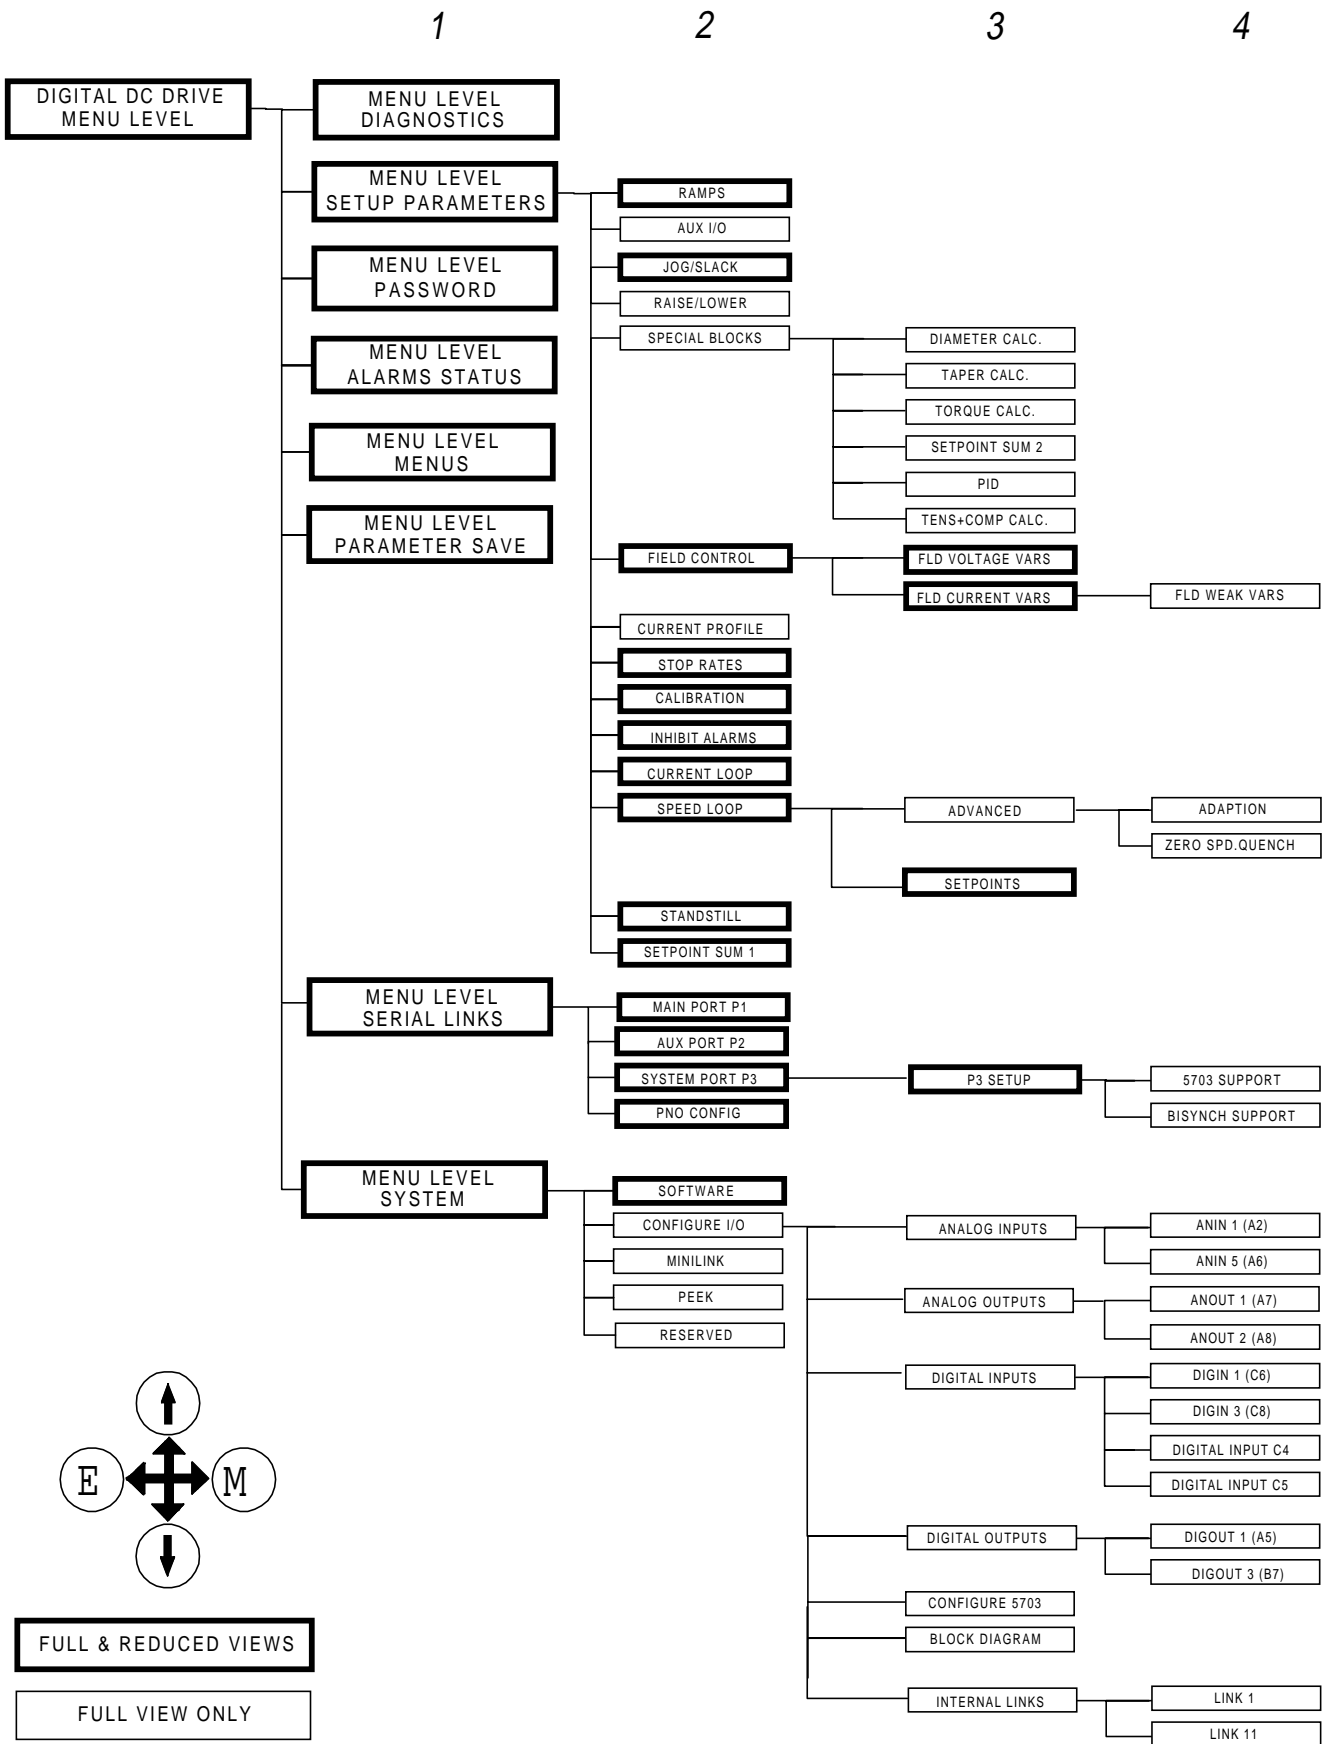 1 2 3 4
DIGITAL DC DRIVE
MENU LEVEL
MENU LEVEL
DIAGNOSTICS
MENU LEVEL
SETUP PARAMETERS
RAMPS
AUX I/O
MENU LEVEL
PASSWORD
JOG/SLACK
RAISE/LOWER
SPECIAL BLOCKS
DIAMETER CALC.
MENU LEVEL
ALARMS STATUS
TAPER CALC.
TORQUE CALC.
MENU LEVEL
MENUS
SETPOINT SUM 2
PID
MENU LEVEL
PARAMETER SAVE
TENS+COMP CALC.
FIELD CONTROL
FLD VOLTAGE VARS
FLD CURRENT VARS
FLD WEAK VARS
CURRENT PROFILE
STOP RATES
CALIBRATION
INHIBIT ALARMS
CURRENT LOOP
SPEED LOOP
ADVANCED
ADAPTION
ZERO SPD.QUENCH
SETPOINTS
STANDSTILL
SETPOINT SUM 1
MENU LEVEL
SERIAL LINKS
MAIN PORT P1
AUX PORT P2
SYSTEM PORT P3
P3 SETUP
5703 SUPPORT
PNO CONFIG
BISYNCH SUPPORT
MENU LEVEL
SYSTEM
SOFTWARE
CONFIGURE I/O
ANALOG INPUTS
ANIN 1 (A2)
MINILINK
ANIN 5 (A6)
PEEK
ANALOG OUTPUTS
ANOUT 1 (A7)
RESERVED
ANOUT 2 (A8)
DIGITAL INPUTS
DIGIN 1 (C6)
DIGIN 3 (C8)
DIGITAL INPUT C4
DIGITAL INPUT C5
E
M
DIGITAL OUTPUTS
DIGOUT 1 (A5)
DIGOUT 3 (B7)
CONFIGURE 5703
BLOCK DIAGRAM
FULL & REDUCED VIEWS
INTERNAL LINKS
LINK 1
FULL VIEW ONLY
LINK 11